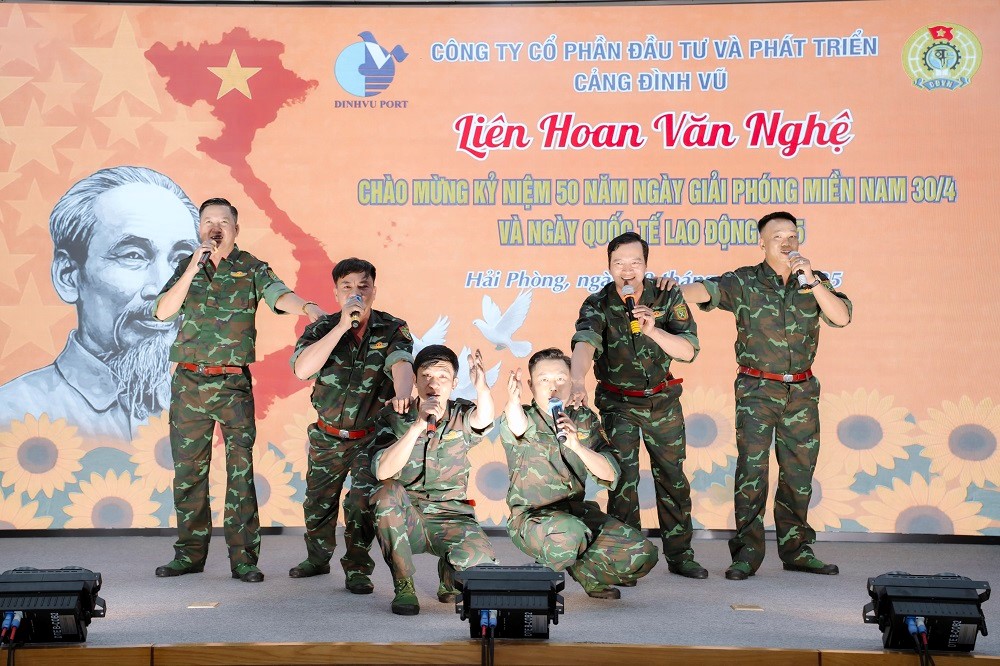 CÔNG TY CỔ PHẦN ĐẦU TƯ VÀ PHÁT TRIỂN
CẢNG ĐÌNH VŨ
DINHVU PORT
Liên Hoan Văn Nghệ
CHÀO MỪNG KỶ NIỆM 50 NĂM NGÀY GIẢI PHÓNG MIỀN NAM 30/4
VÀ NGÀY QUỐC TẾ LAO ĐỘNG
Hải Phòng,